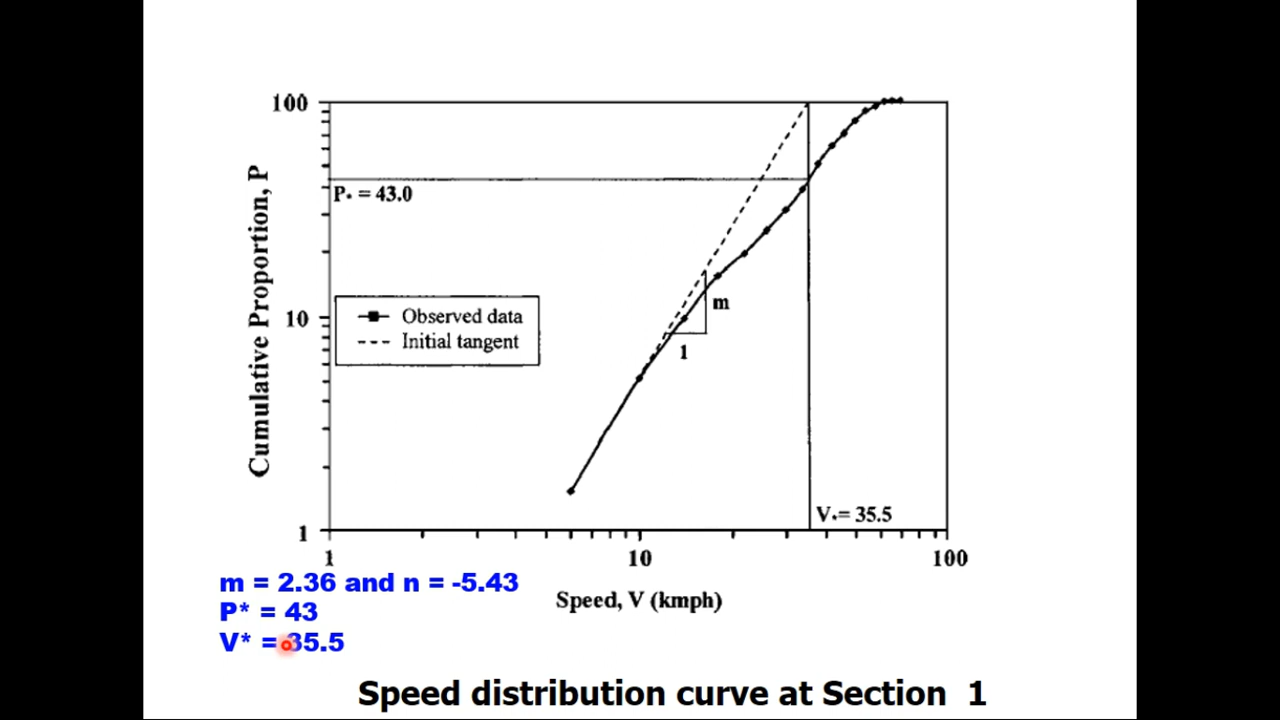 100
Cumulative Proportion, P
P* = 43.0
Observed data
Initial tangent
m
1
10
1
V*= 35.5
1
10
100
Speed, V (kmph)
m = 2.36 and n = -5.43
P* = 43
V* = 35.5
Speed distribution curve at Section 1